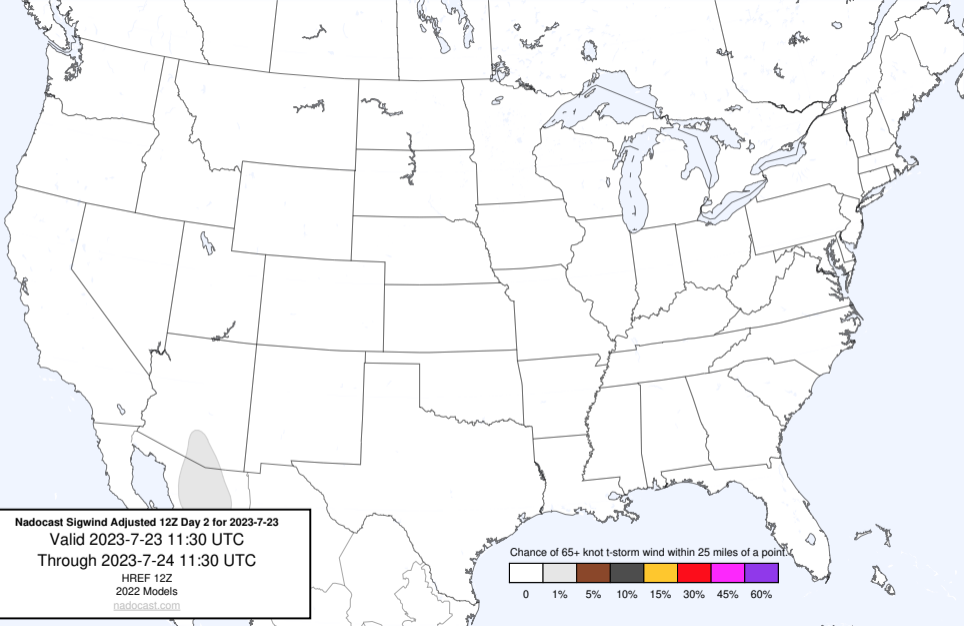 Nadocast Sigwind Adjusted 12Z Day 2 for 2023-7-23
Valid 2023-7-23 11:30 UTC
Through 2023-7-24 11:30 UTC
HREF 12Z
2022 Models
nadocast.com
Chance of 65+ knot t-storm wind within 25 miles of a point.
0 1% 5% 10% 15% 30% 45% 60%